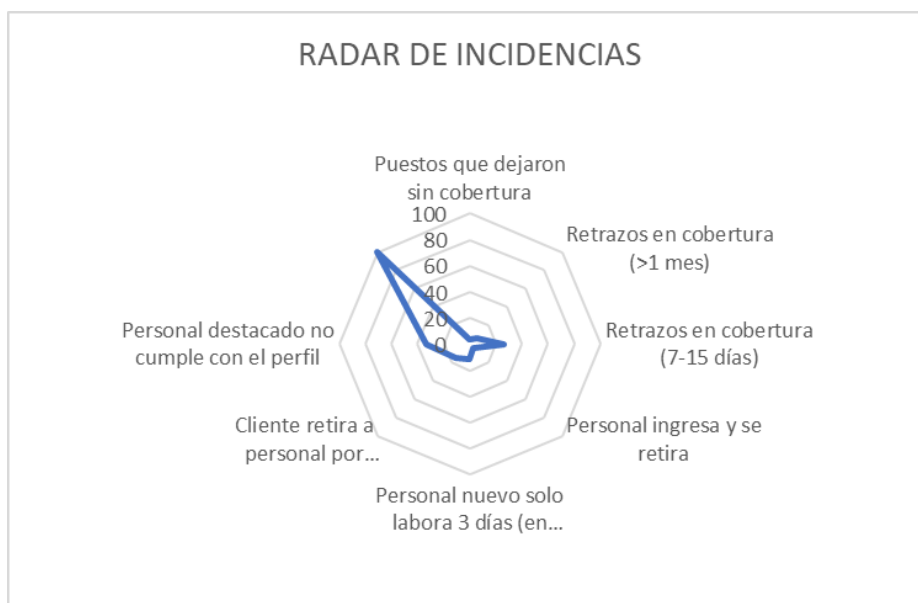 RADAR DE INCIDENCIAS
Puestos que dejaron
sin cobertura
100
80
60
40
20
0
Retrazos en cobertura
(>1 mes)
Retrazos en cobertura
(7-15 días)
Personal ingresa y se
retira
Personal nuevo solo
labora 3 días (en...
Cliente retira a
personal por...
Personal destacado no
cumple con el perfil